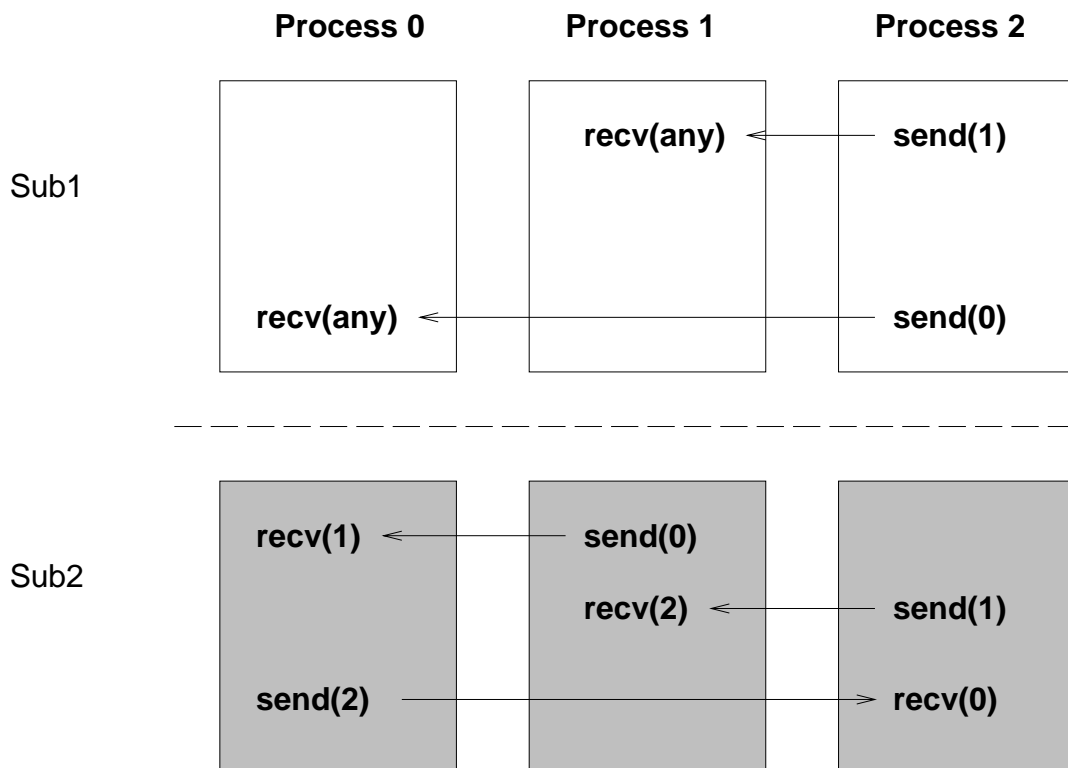 Process 0 Process 1 Process 2
recv(any) send(1)
Sub1
recv(any) send(0)
recv(1) send(0)
Sub2
recv(2) send(1)
send(2) recv(0)